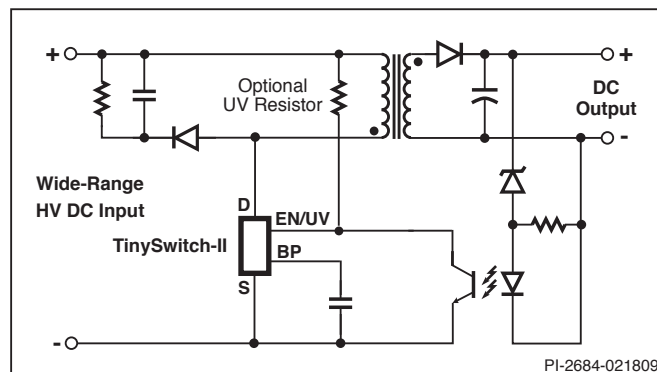 +
+
Optional
UV Resistor
DC
Output
-
Wide-Range
HV DC Input
D
EN/UV
TinySwitch-II
BP
S
-
PI-2684-021809